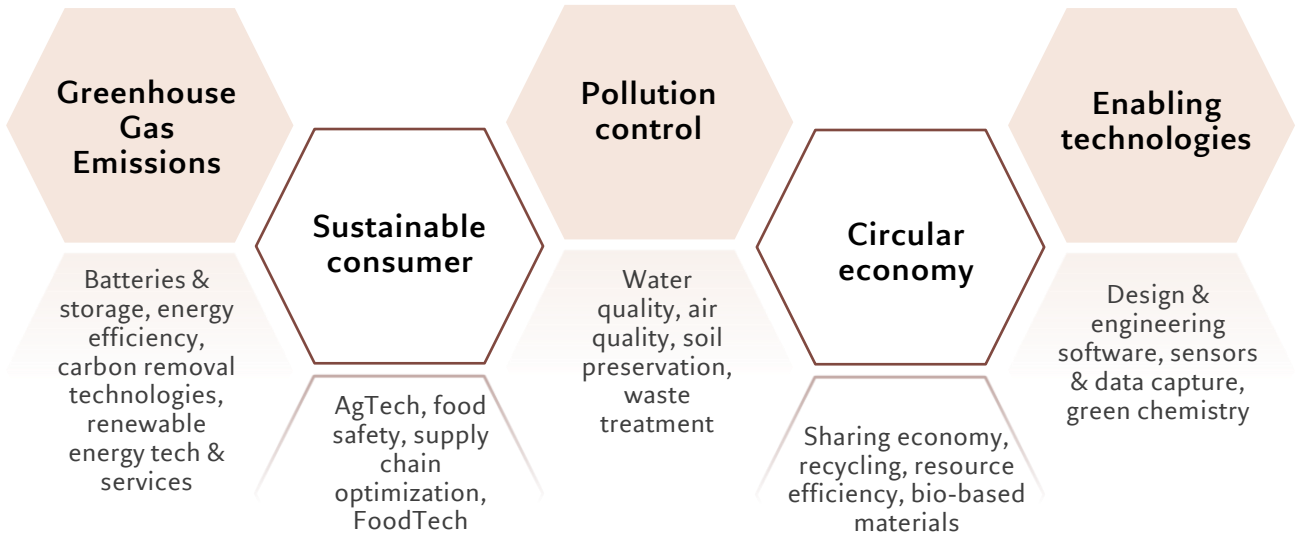 Greenhouse
Gas
Emissions
Batteries &
storage, energy
efficiency,
carbon removal
technologies,
renewable
energy tech &
services
Sustainable
consumer
AgTech, food
safety, supply
chain
optimization,
FoodTech
Pollution
control
Water
quality, air
quality, soil
preservation,
waste
treatment
Circular
economy
Sharing economy,
recycling, resource
efficiency, bio-based
materials
Enabling
technologies
Design &
engineering
software, sensors
& data capture,
green chemistry